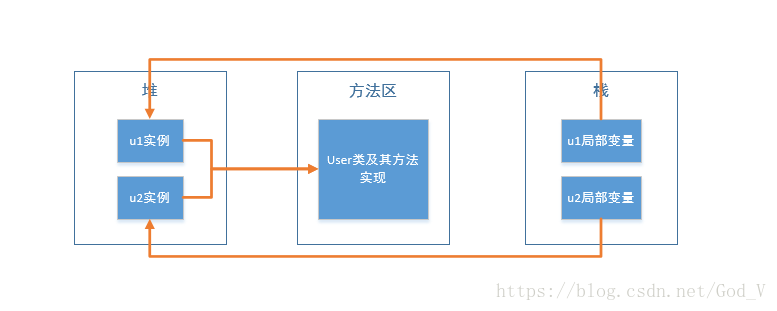 堆
方法区
栈
u1实例
u2实例
User类及其方法
实现
u1局部变量
u2局部变量
https://blog.csdn.net/God_V